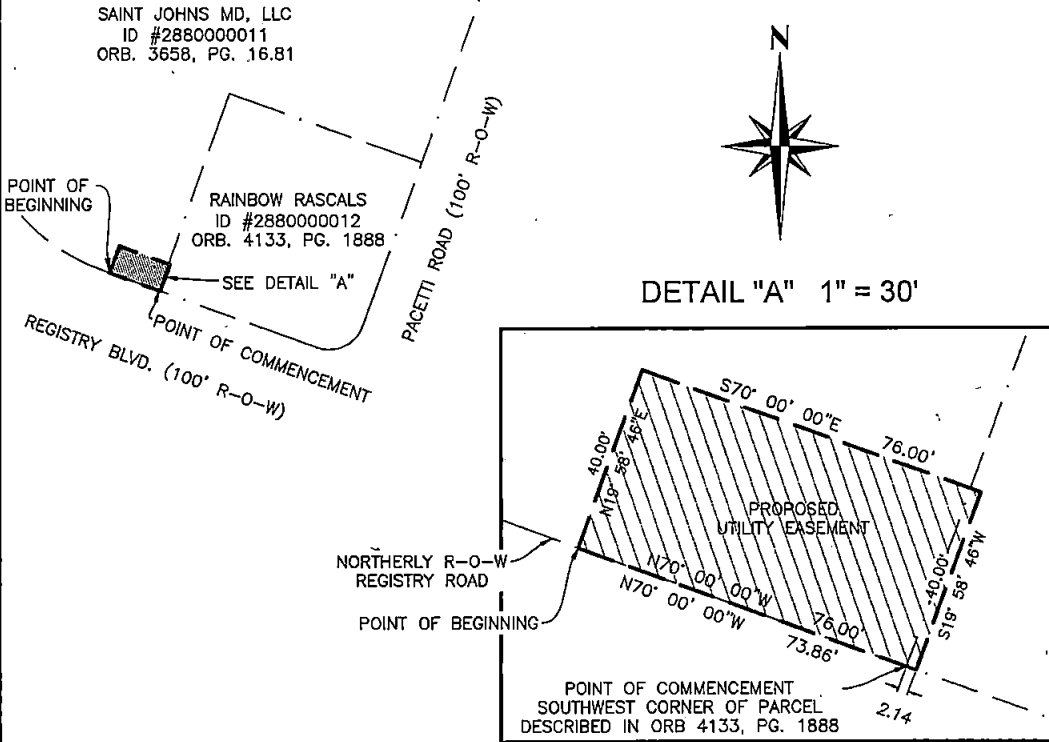 SAINT JOHNS MD, LLC
ID #2880000011
ORB. 3658, PG. 16.81
N
POINT OF
BEGINNING
RAINBOW RASCALS
ID #2880000012
ORB. 4133, PG. 1888
SEE DETAIL "A"
PACETTI ROAD (100' R-O-W)
POINT OF COMMENCEMENT
REGISTRY BLVD. (100' R-O-W)
DETAIL "A" 1" = 30'
S70° 00' 00"E
76.00'
40.00'
N19° 58' 46"E
PROPOSED
UTILITY EASEMENT
40.00'
S19° 58' 46"W
NORTHERLY R-O-W
REGISTRY ROAD
N70° 00' 00"W
N70° 00' 00"W
76.00'
73.86'
POINT OF BEGINNING
POINT OF COMMENCEMENT
SOUTHWEST CORNER OF PARCEL
DESCRIBED IN ORB 4133, PG. 1888
2.14